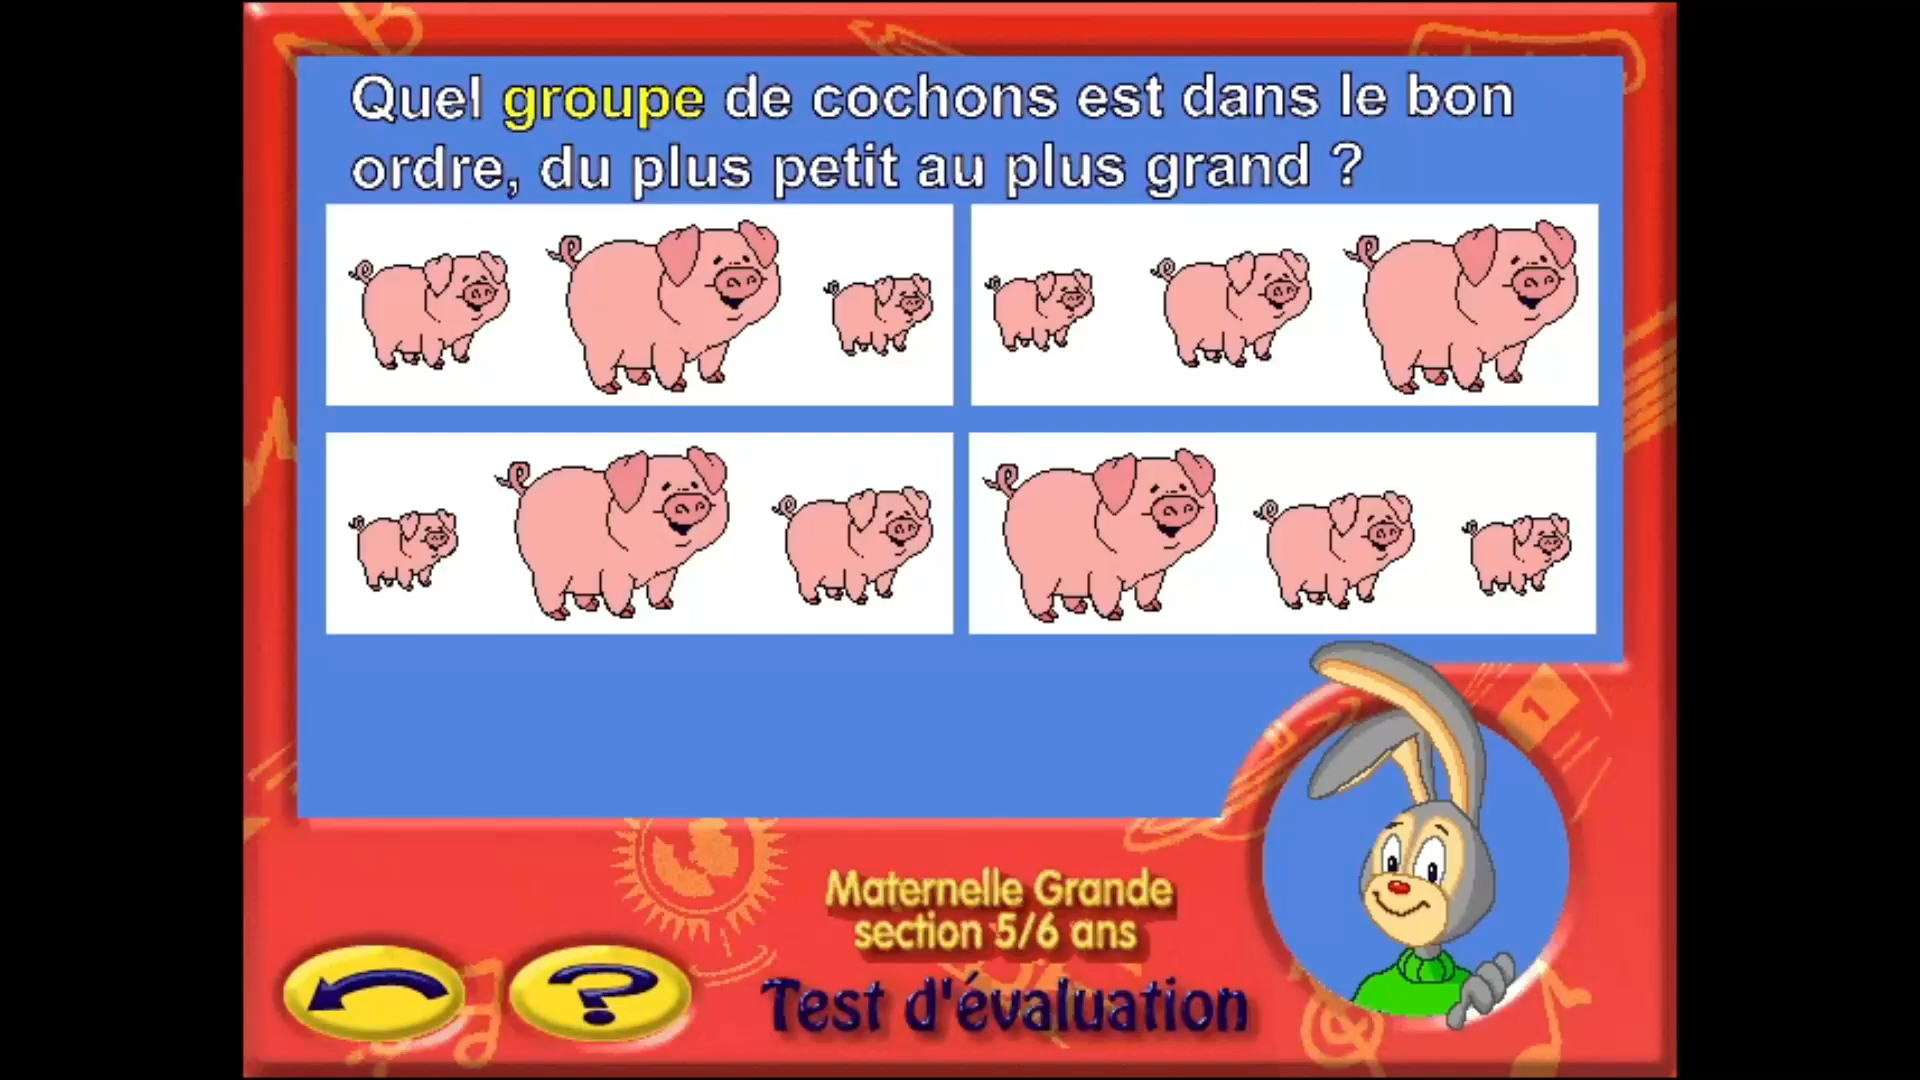 Quel groupe de cochons est dans le bon
ordre, du plus petit au plus grand ?
Maternelle Grande
section 5/6 ans
Test d'évaluation